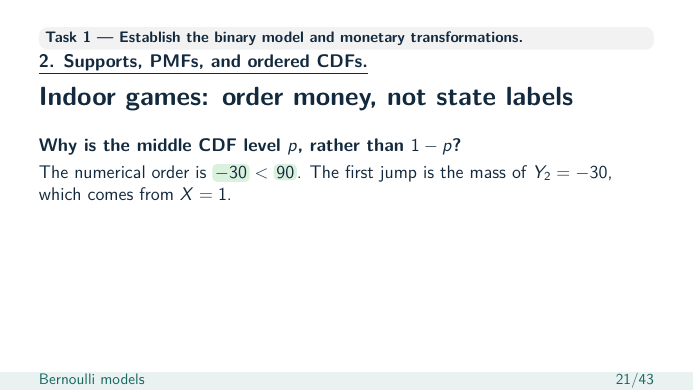 Task 1 — Establish the binary model and monetary transformations.
2. Supports, PMFs, and ordered CDFs.
Indoor games: order money, not state labels
Why is the middle CDF level p, rather than 1 − p?
The numerical order is −30 < 90. The first jump is the mass of Y₂ = −30,
which comes from X = 1.
Bernoulli models
21/43